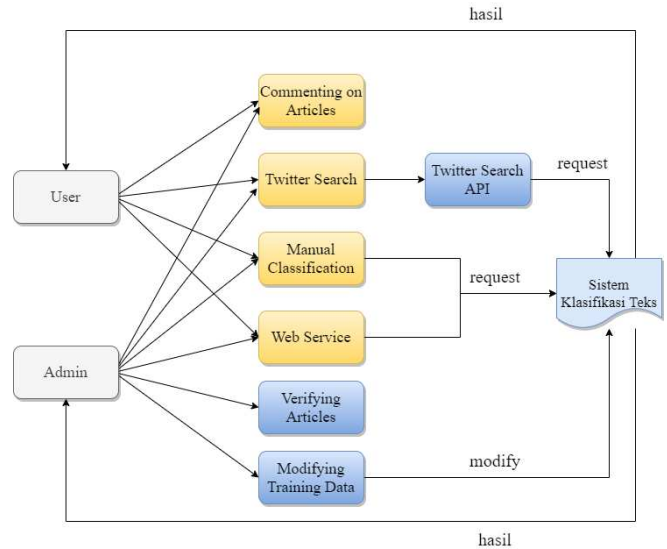 hasil
Commenting on
Articles
User
Twitter Search
Twitter Search
API
request
Manual
Classification
request
Sistem
Klasifikasi Teks
Web Service
Admin
Verifying
Articles
Modifying
Training Data
modify
hasil